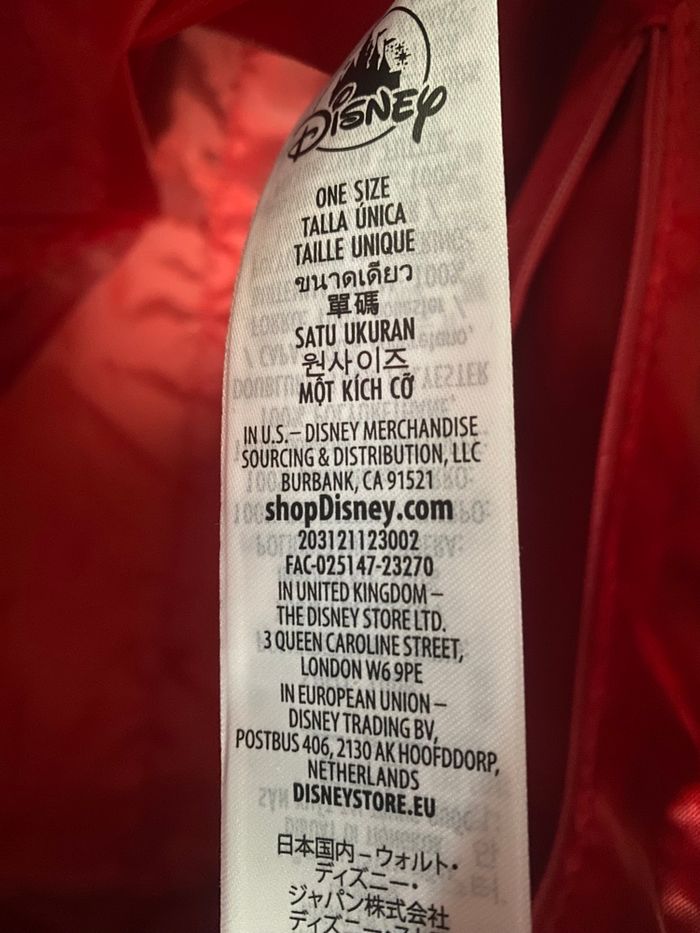 Disney
ONE SIZE
TALLA ÚNICA
TAILLE UNIQUE
ขนาดเดียว
單碼
SATU UKURAN
원사이즈
MỘT KÍCH CỠ
IN U.S.– DISNEY MERCHANDISE
SOURCING & DISTRIBUTION, LLC
BURBANK, CA 91521
shopDisney.com
203121123002
FAC-025147-23270
IN UNITED KINGDOM –
THE DISNEY STORE LTD.
3 QUEEN CAROLINE STREET,
LONDON W6 9PE
IN EUROPEAN UNION –
DISNEY TRADING BV,
POSTBUS 406, 2130 AK HOOFDDORP,
NETHERLANDS
DISNEYSTORE.EU
日本国内 – ウォルト・
ディズニー・
ジャパン株式会社